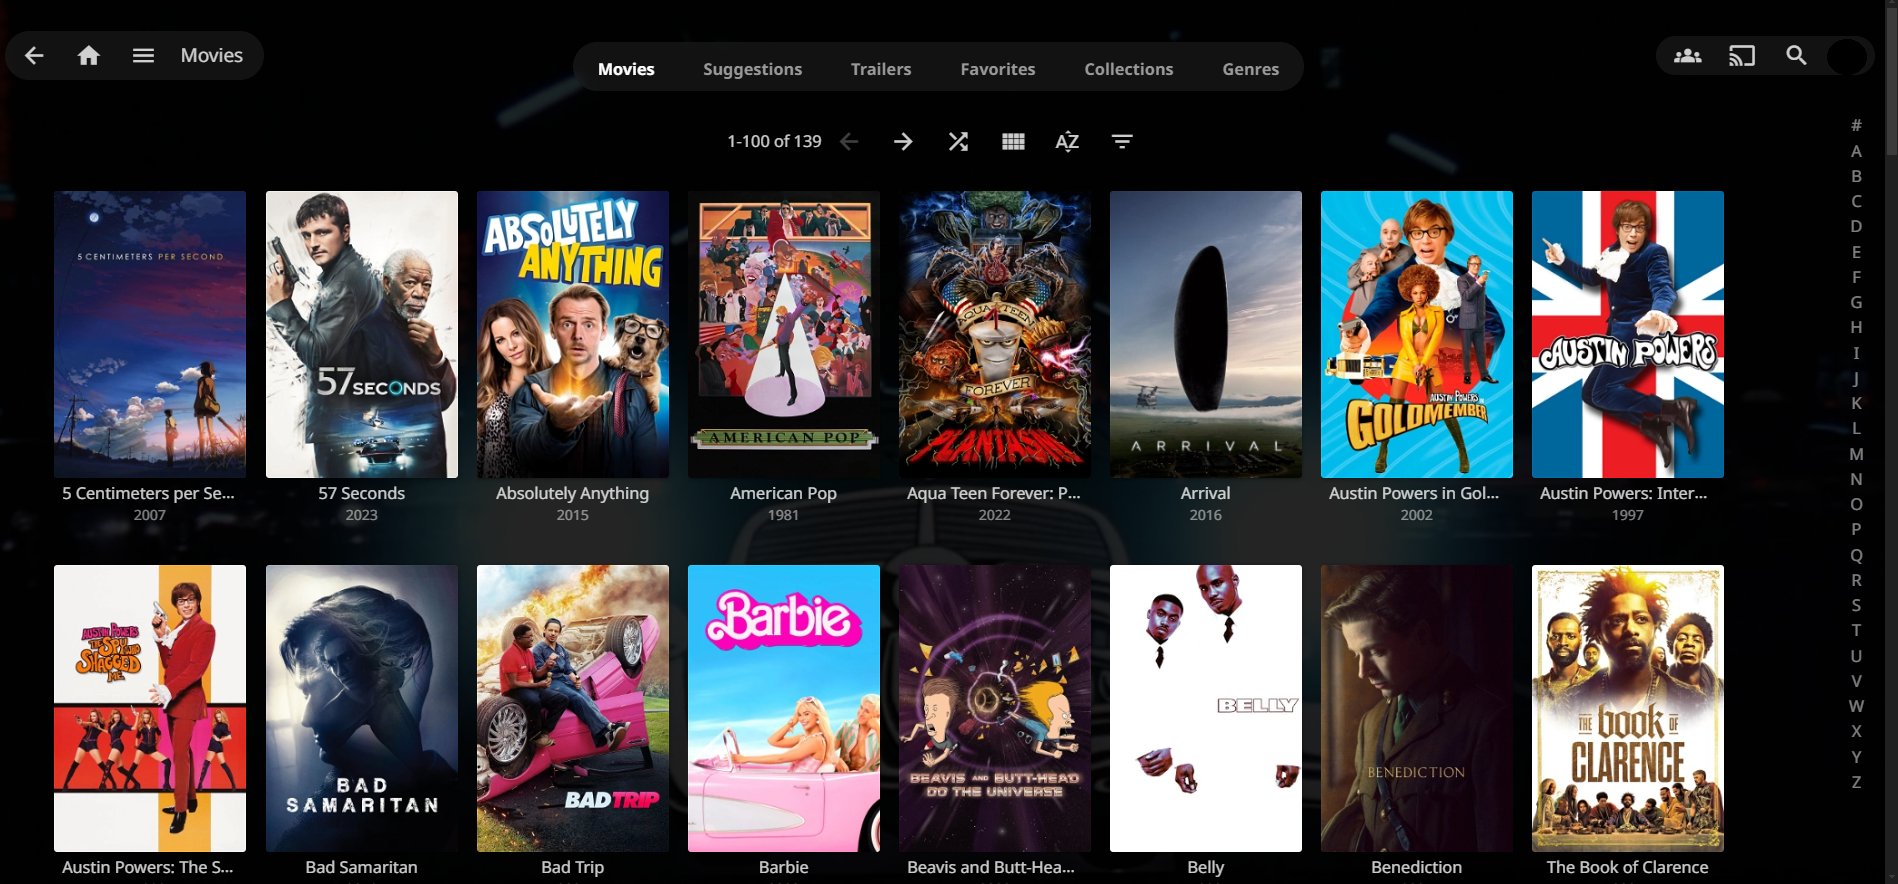 Movies
Movies Suggestions Trailers Favorites Collections Genres
1-100 of 139
AZ
#
A
B
C
D
E
F
G
H
I
J
K
L
M
N
O
P
Q
R
S
T
U
V
W
X
Y
Z
5 CENTIMETERS PER SECOND
57 SECONDS
ABSOLUTELY
ANYTHING
AMERICAN POP
AQUA TEEN
FOREVER
PLANTASM
ARRIVAL
AUSTIN POWERS IN
GOLDMEMBER
AUSTIN POWERS
5 Centimeters per Se...
2007
57 Seconds
2023
Absolutely Anything
2015
American Pop
1981
Aqua Teen Forever: P...
2022
Arrival
2016
Austin Powers in Gol...
2002
Austin Powers: Inter...
1997
AUSTIN POWERS
THE SPY WHO
SHAGGED
ME
BAD
SAMARITAN
BAD TRIP
Barbie
BEAVIS AND BUTT-HEAD
DO THE UNIVERSE
BELLY
BENEDICTION
THE book OF
CLARENCE
Austin Powers: The S...
Bad Samaritan
Bad Trip
Barbie
Beavis and Butt-Hea...
Belly
Benediction
The Book of Clarence